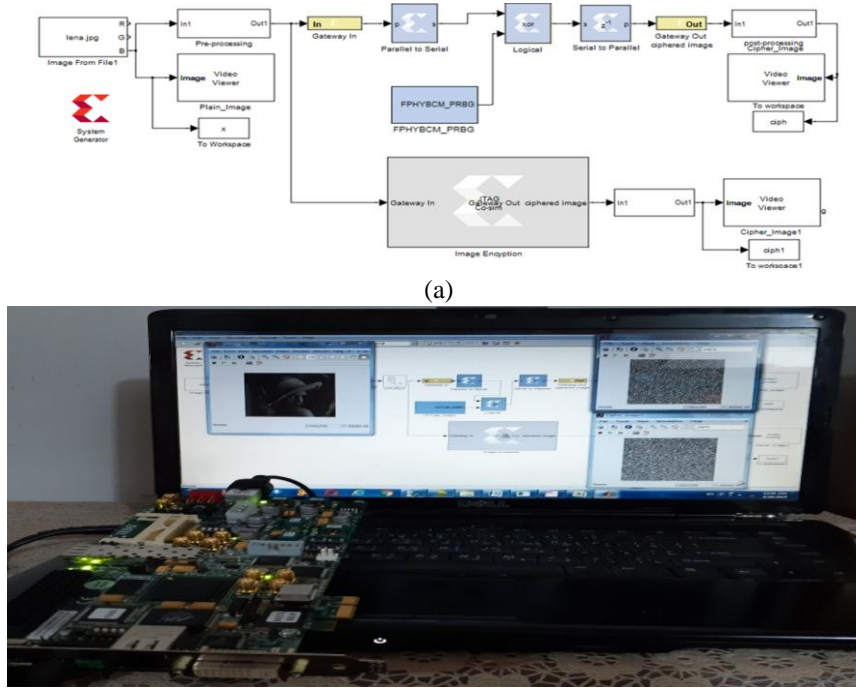 lena.jpg
R
G
B
Image From File1
In1
Out1
Pre-processing
In
Gateway In
p
s
Parallel to Serial
xor
Logical
s
z⁻¹
p
Serial to Parallel
Out
Gateway Out
ciphered image
In1
Out1
post-processing
Cipher_Image
Image
Video
Viewer
Plain_Image
x
To Workspace
System
Generator
FPHYBCM_PRBG
FPHYBCM_PRBG
Video
Viewer
Image
To workspace
ciph
Gateway In
JTAG
Co-sim
Gateway Out ciphered image
Image Encyption
In1
Out1
Image
Video
Viewer
g
Cipher_Image1
ciph1
To workspace1
(a)